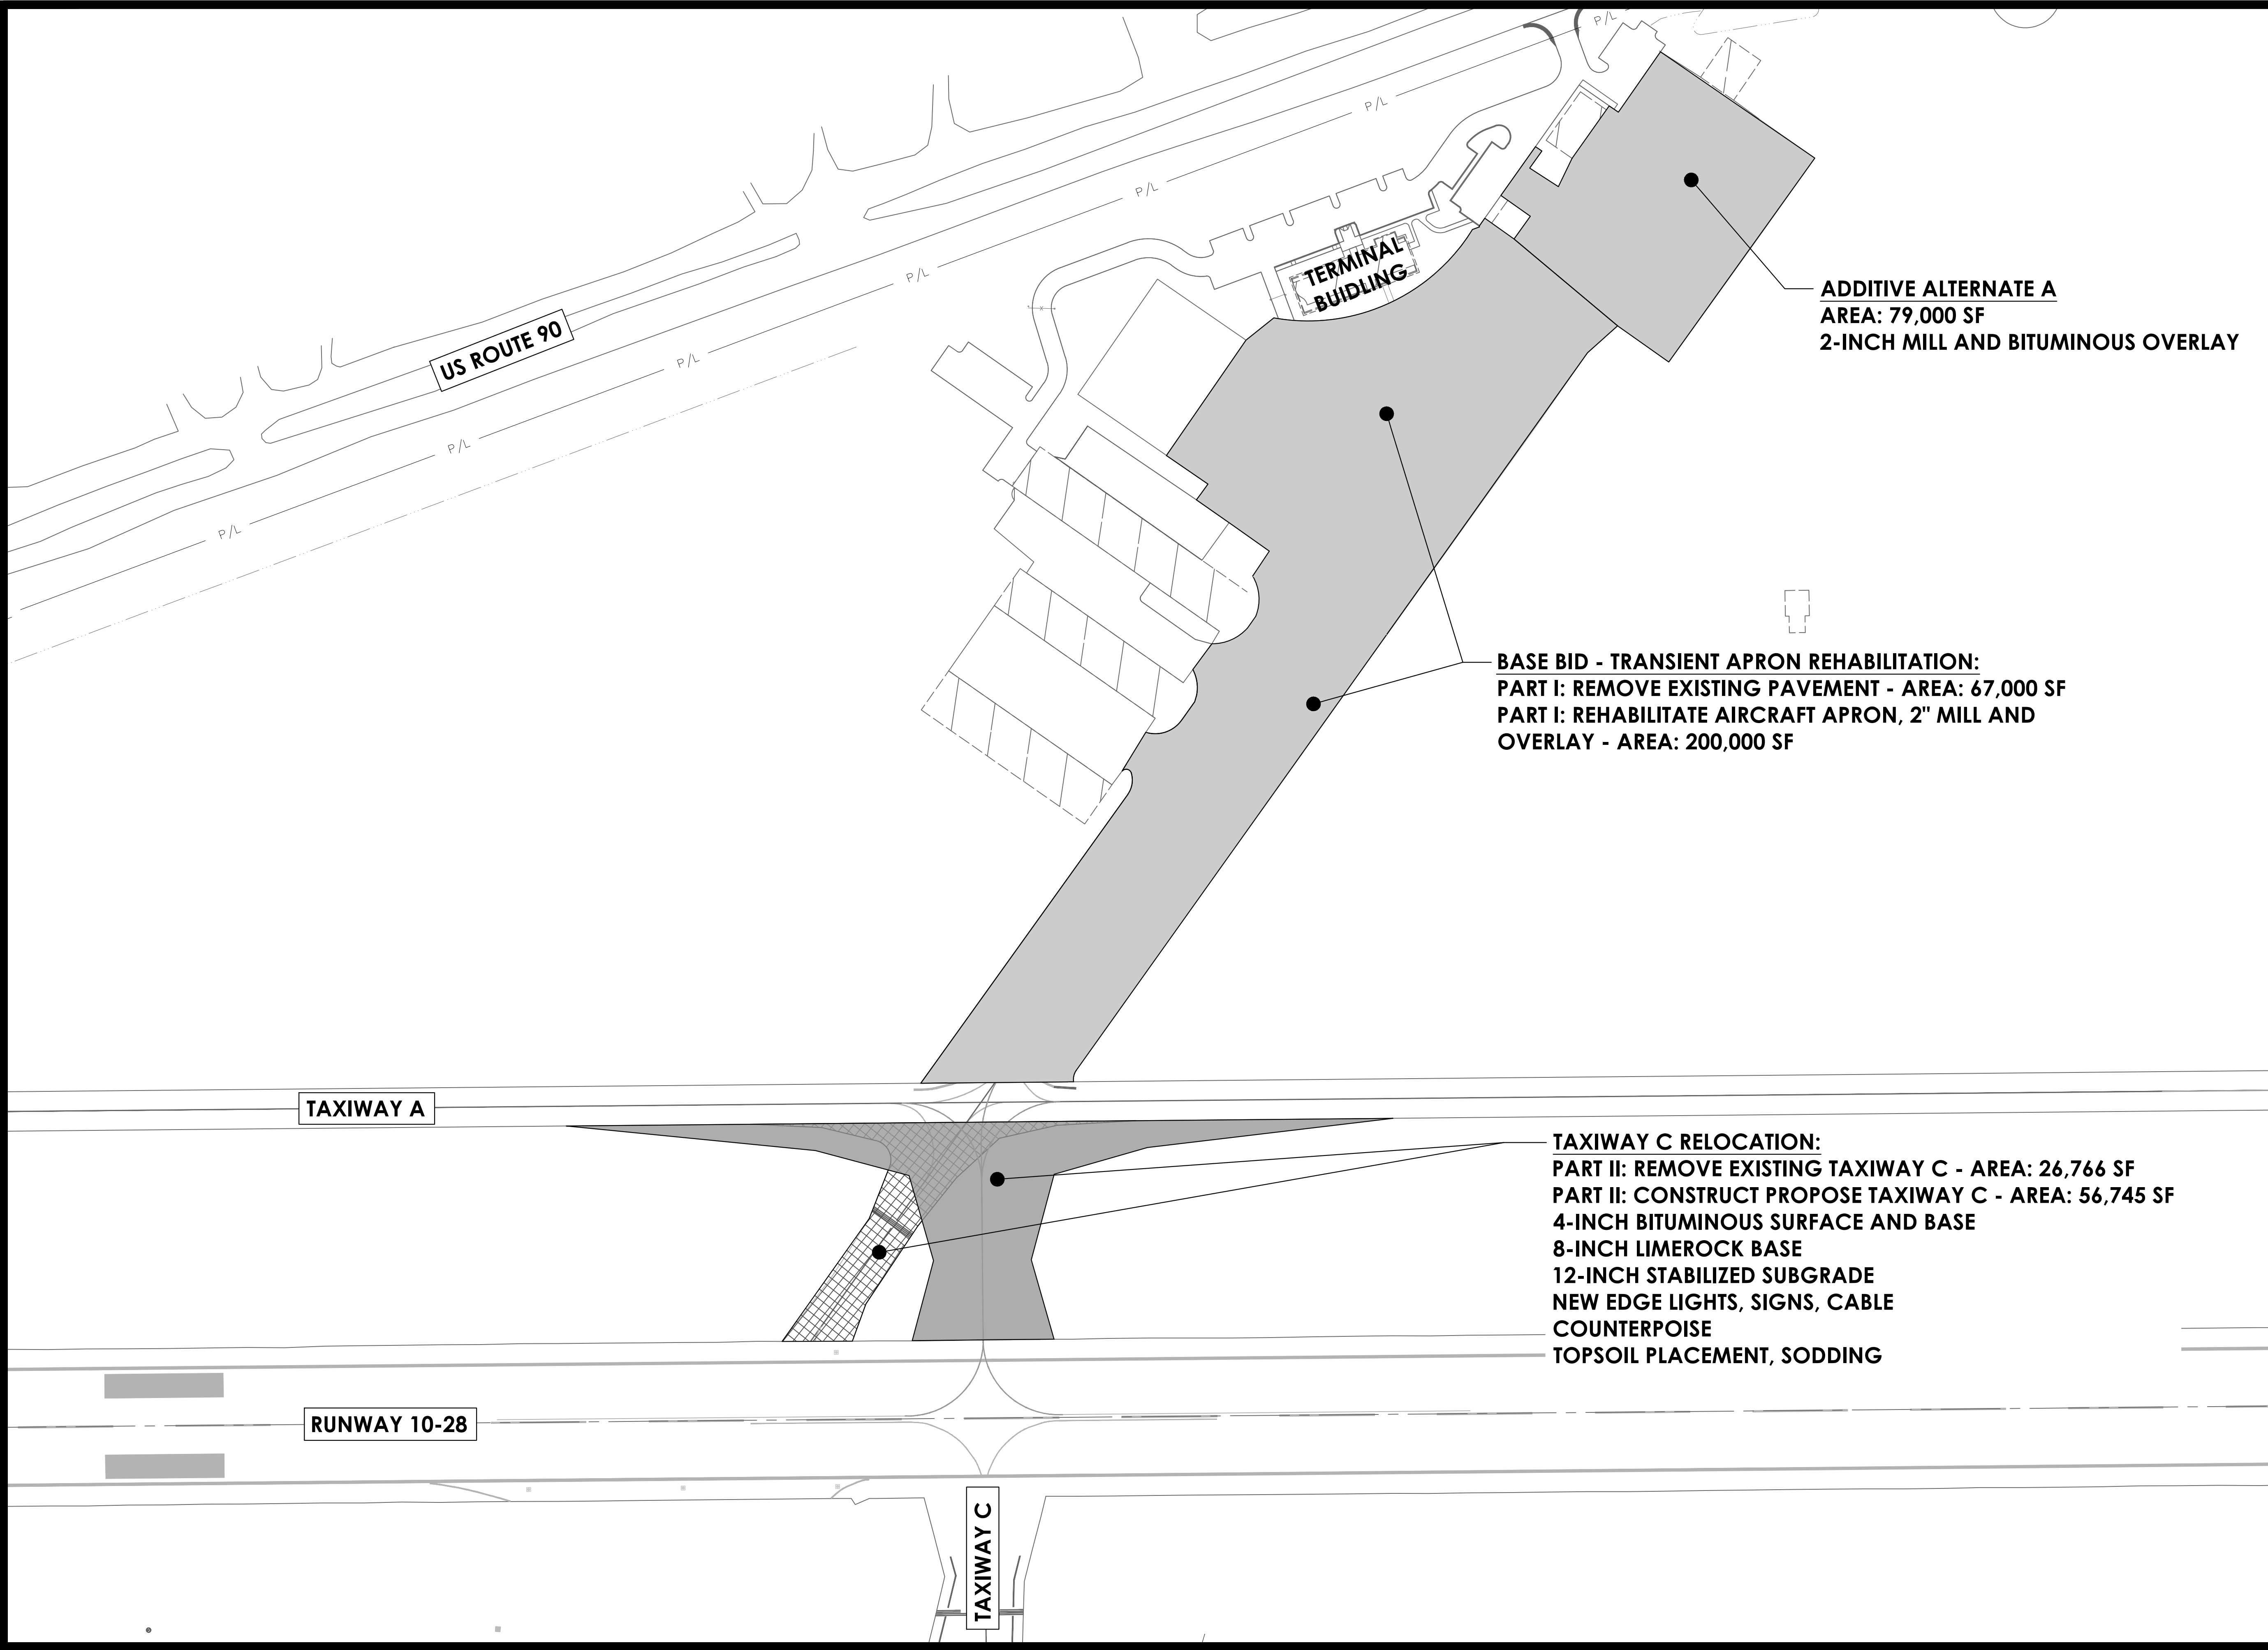 P/L
P/L
P/L
TERMINAL
BUIDLING
P/L
US ROUTE 90
P/L
P/L
P/L
ADDITIVE ALTERNATE A
AREA: 79,000 SF
2-INCH MILL AND BITUMINOUS OVERLAY
BASE BID - TRANSIENT APRON REHABILITATION:
PART I: REMOVE EXISTING PAVEMENT - AREA: 67,000 SF
PART I: REHABILITATE AIRCRAFT APRON, 2" MILL AND
OVERLAY - AREA: 200,000 SF
TAXIWAY A
TAXIWAY C RELOCATION:
PART II: REMOVE EXISTING TAXIWAY C - AREA: 26,766 SF
PART II: CONSTRUCT PROPOSE TAXIWAY C - AREA: 56,745 SF
4-INCH BITUMINOUS SURFACE AND BASE
8-INCH LIMEROCK BASE
12-INCH STABILIZED SUBGRADE
NEW EDGE LIGHTS, SIGNS, CABLE
COUNTERPOISE
TOPSOIL PLACEMENT, SODDING
RUNWAY 10-28
TAXIWAY C